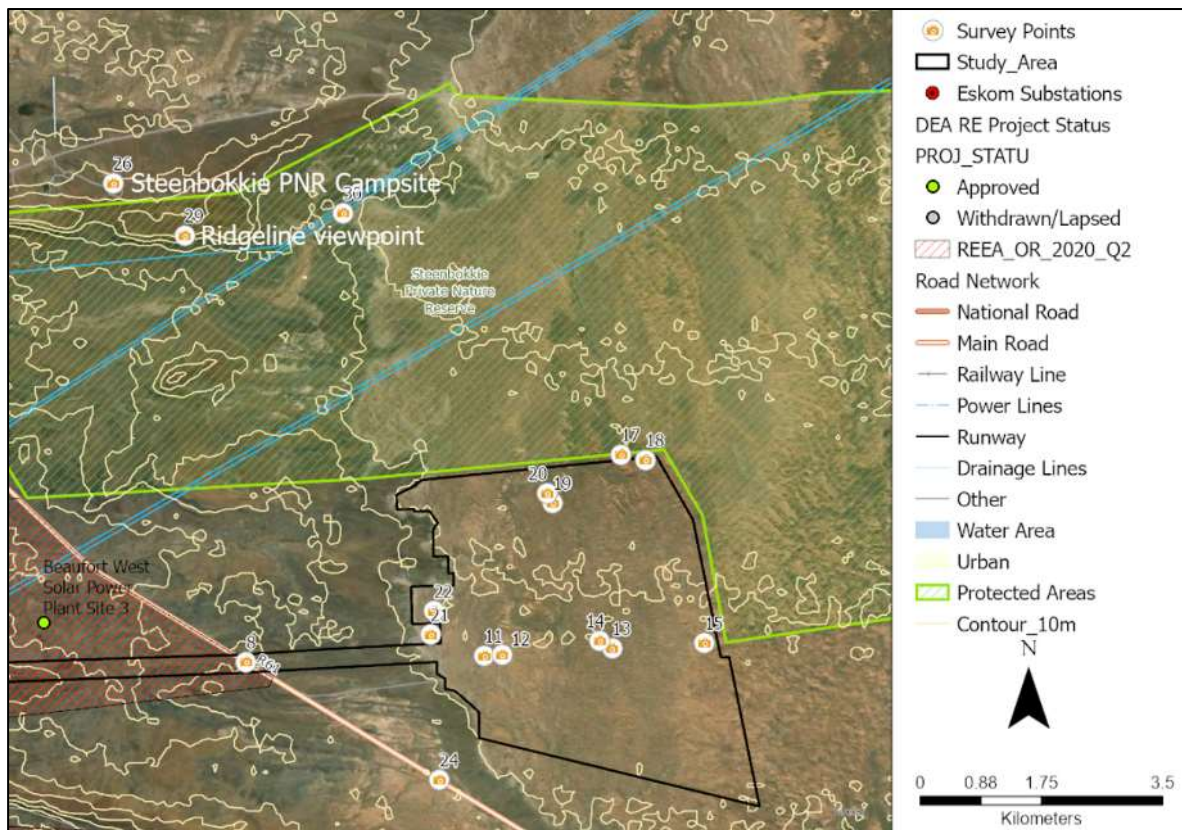 26
Steenbokkie PNR Campsite
30
29
Ridgeline viewpoint
Steenbokkie
Private Nature
Reserve
17
18
20
19
Beaufort West
Solar Power
Plant Site 3
22
21
14
13
15
11
12
8
R61
24
Survey Points
Study_Area
Eskom Substations
DEA RE Project Status
PROJ_STATU
Approved
Withdrawn/Lapsed
REEA_OR_2020_Q2
Road Network
National Road
Main Road
Railway Line
Power Lines
Runway
Drainage Lines
Other
Water Area
Urban
Protected Areas
Contour_10m
N
0 0.88 1.75 3.5
Kilometers